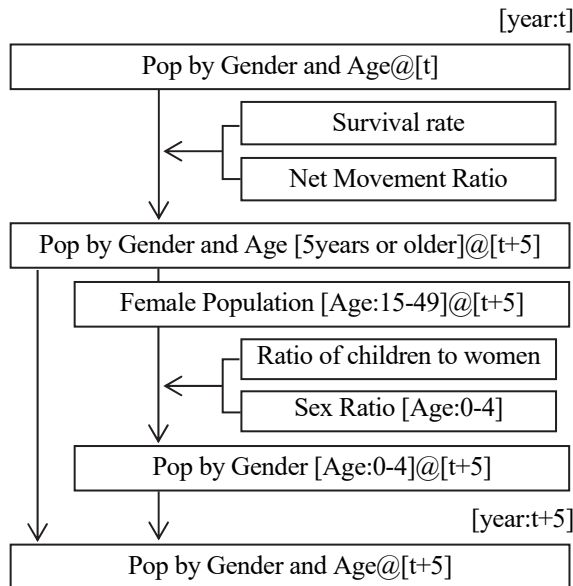 [year:t]
Pop by Gender and Age@[t]
Survival rate
Net Movement Ratio
Pop by Gender and Age [5years or older]@[t+5]
Female Population [Age:15-49]@[t+5]
Ratio of children to women
Sex Ratio [Age:0-4]
Pop by Gender [Age:0-4]@[t+5]
[year:t+5]
Pop by Gender and Age@[t+5]